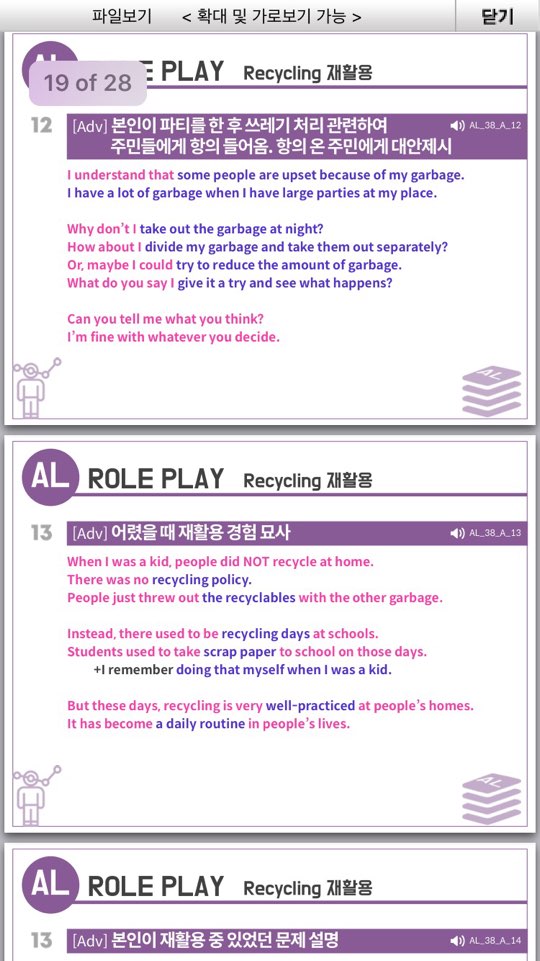 파일보기 < 확대 및 가로보기 가능 > 닫기
19 of 28
E PLAY Recycling 재활용
12 [Adv] 본인이 파티를 한 후 쓰레기 처리 관련하여 AL_38_A_12
주민들에게 항의 들어옴. 항의 온 주민에게 대안제시
I understand that some people are upset because of my garbage.
I have a lot of garbage when I have large parties at my place.
Why don't I take out the garbage at night?
How about I divide my garbage and take them out separately?
Or, maybe I could try to reduce the amount of garbage.
What do you say I give it a try and see what happens?
Can you tell me what you think?
I'm fine with whatever you decide.
AL
AL ROLE PLAY Recycling 재활용
13 [Adv] 어렸을 때 재활용 경험 묘사 AL_38_A_13
When I was a kid, people did NOT recycle at home.
There was no recycling policy.
People just threw out the recyclables with the other garbage.
Instead, there used to be recycling days at schools.
Students used to take scrap paper to school on those days.
+I remember doing that myself when I was a kid.
But these days, recycling is very well-practiced at people's homes.
It has become a daily routine in people's lives.
AL
AL ROLE PLAY Recycling 재활용
13 [Adv] 본인이 재활용 중 있었던 문제 설명 AL_38_A_14